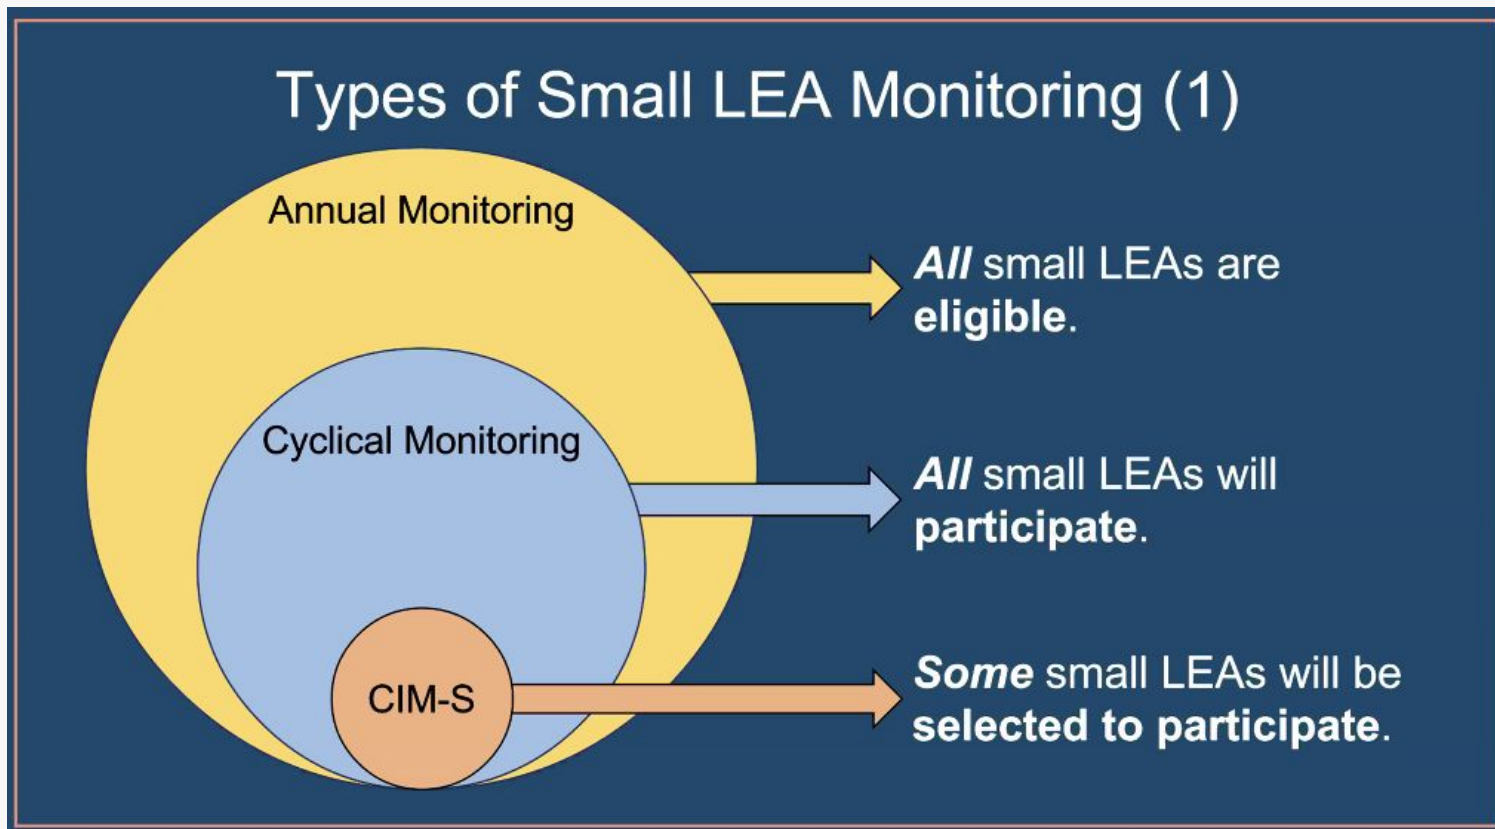 Types of Small LEA Monitoring (1)
Annual Monitoring
All small LEAs are
eligible.
Cyclical Monitoring
All small LEAs will
participate.
CIM-S
Some small LEAs will be
selected to participate.